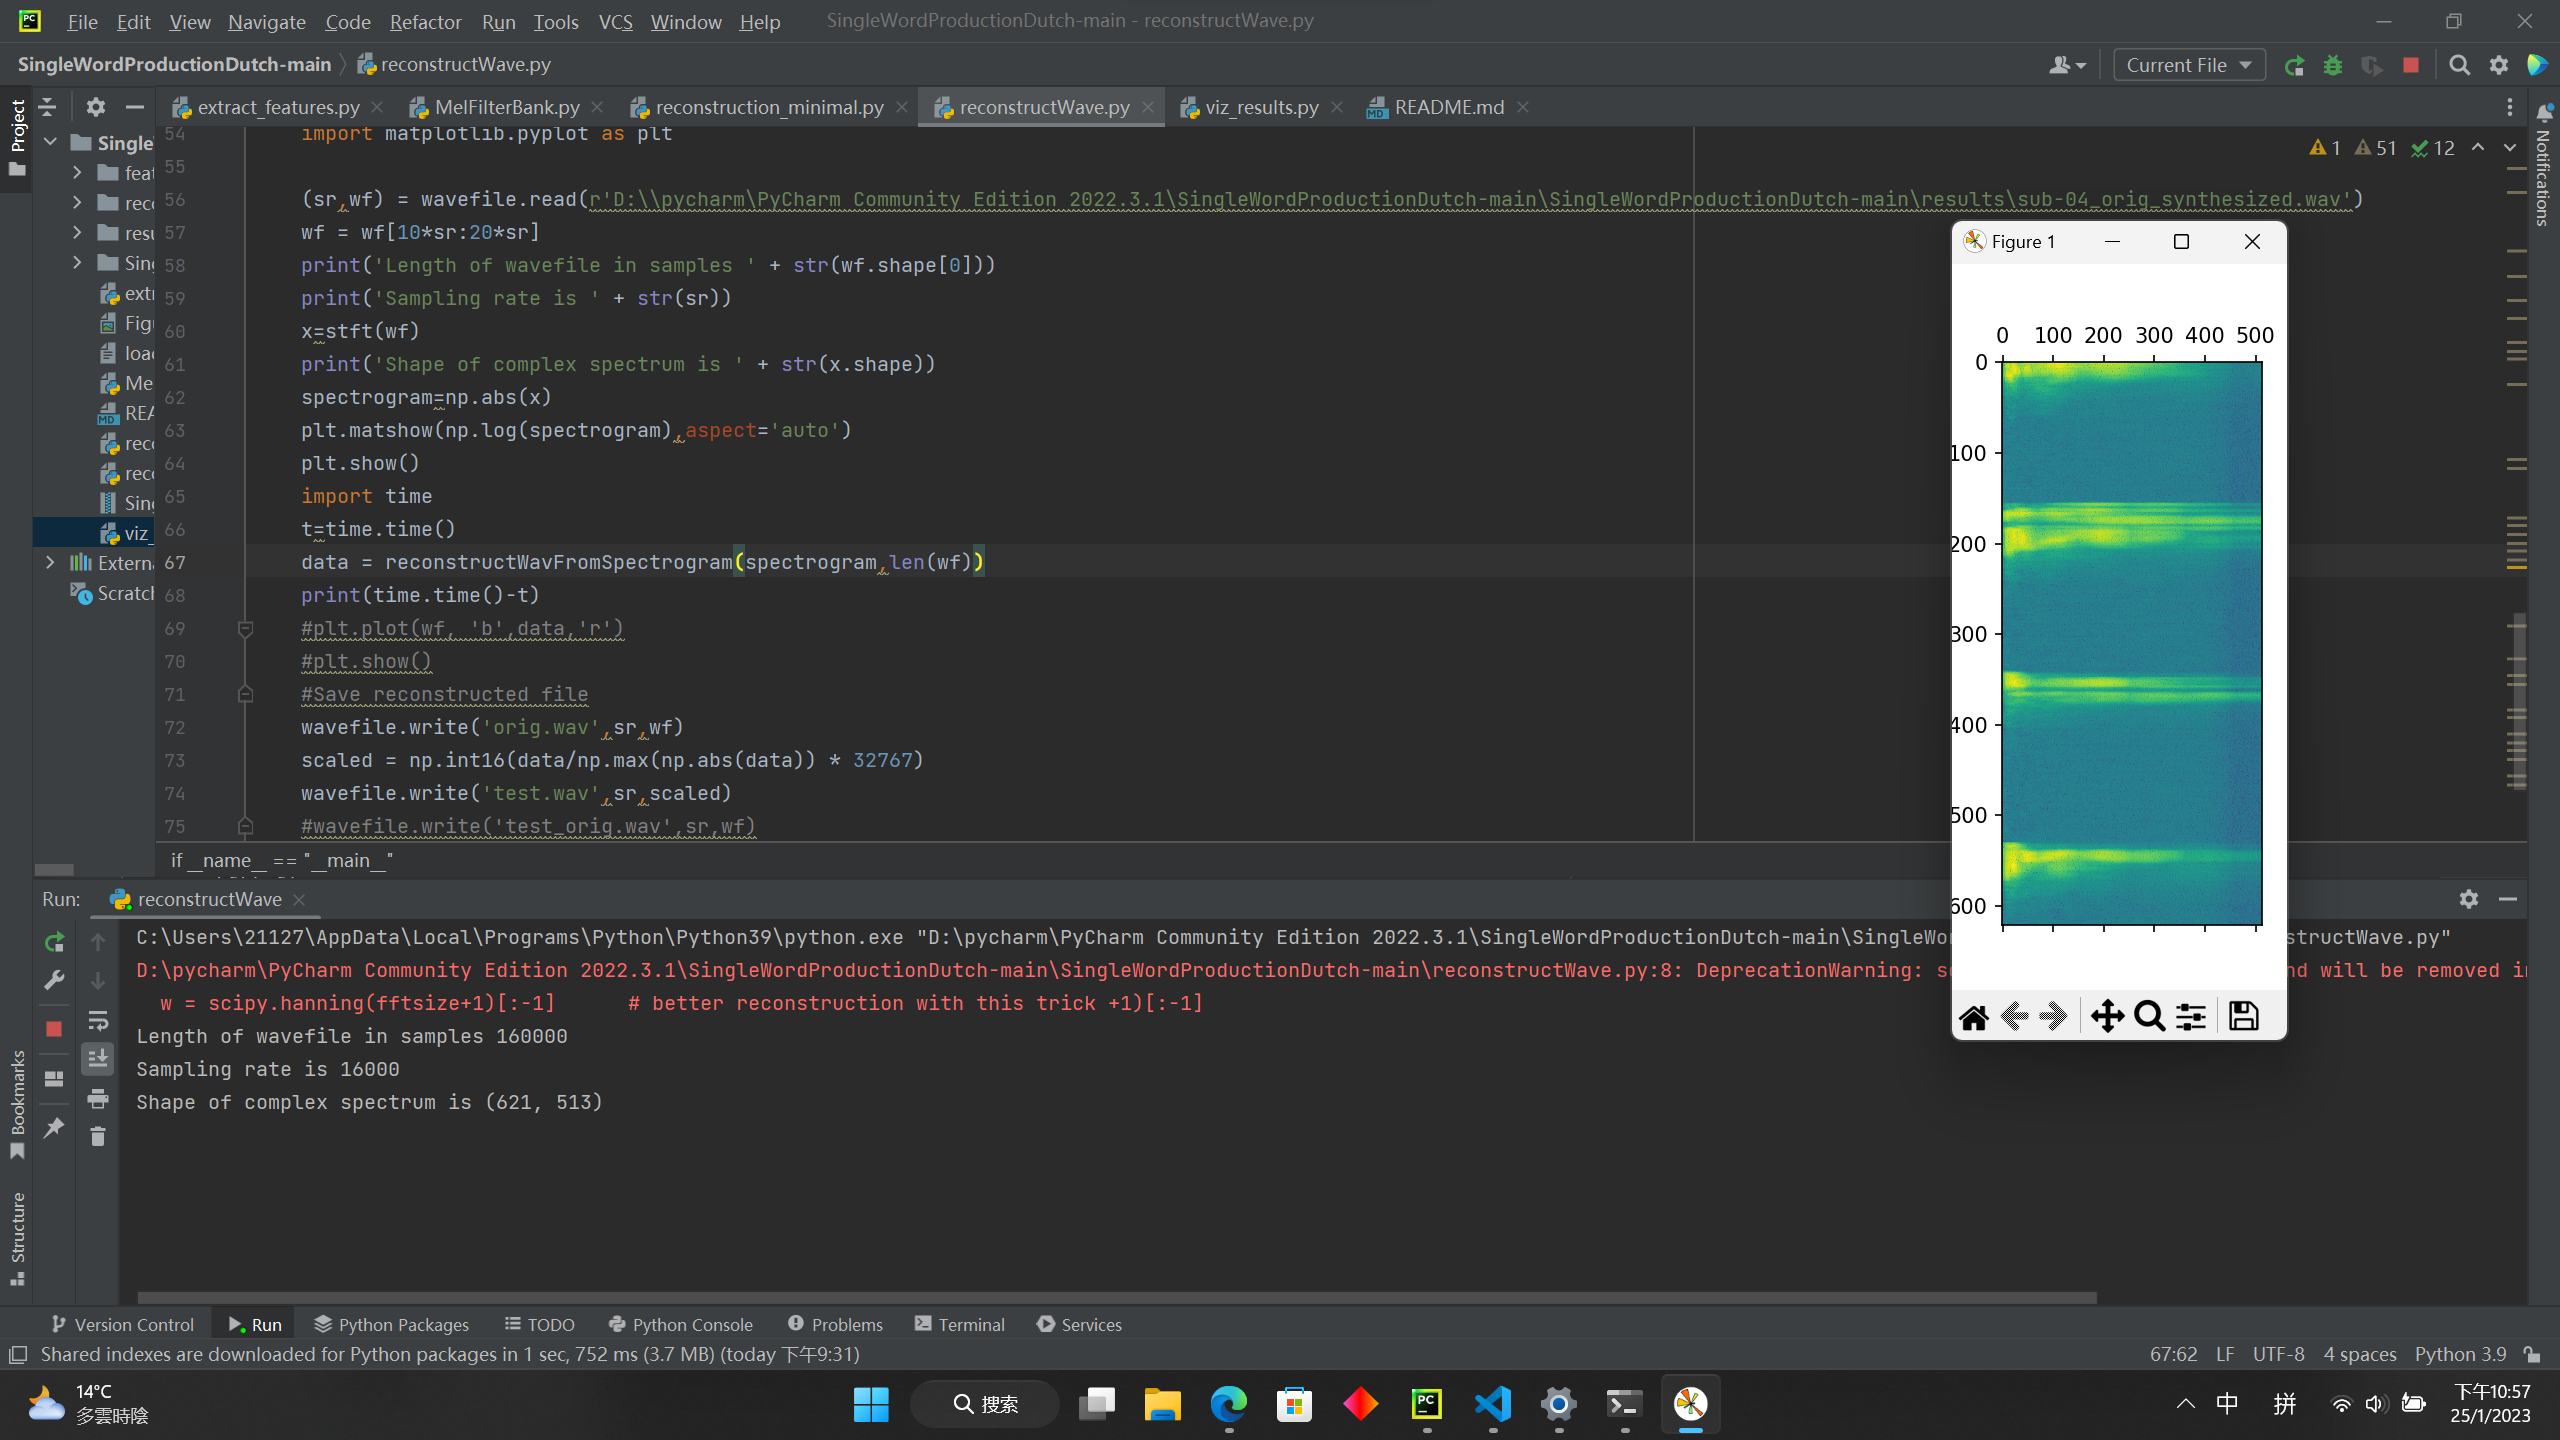 File Edit View Navigate Code Refactor Run Tools VCS Window Help SingleWordProductionDutch-main - reconstructWave.py
SingleWordProductionDutch-main reconstructWave.py Current File
Project extract_features.py MelFilterBank.py reconstruction_minimal.py reconstructWave.py viz_results.py README.md
Notifications
1 51 12
Single
feat
reco
resu
Sing
extr
Figu
load
Me
REA
reco
reco
Sing
viz_
Externa
Scratch
54 import matplotlib.pyplot as plt
55
56 (sr,wf) = wavefile.read(r'D:\\pycharm\PyCharm Community Edition 2022.3.1\SingleWordProductionDutch-main\SingleWordProductionDutch-main\results\sub-04_orig_synthesized.wav')
57 wf = wf[10*sr:20*sr]
58 print('Length of wavefile in samples ' + str(wf.shape[0]))
59 print('Sampling rate is ' + str(sr))
60 x=stft(wf)
61 print('Shape of complex spectrum is ' + str(x.shape))
62 spectrogram=np.abs(x)
63 plt.matshow(np.log(spectrogram),aspect='auto')
64 plt.show()
65 import time
66 t=time.time()
67 data = reconstructWavFromSpectrogram(spectrogram,len(wf))
68 print(time.time()-t)
69 #plt.plot(wf, 'b',data,'r')
70 #plt.show()
71 #Save reconstructed file
72 wavefile.write('orig.wav',sr,wf)
73 scaled = np.int16(data/np.max(np.abs(data)) * 32767)
74 wavefile.write('test.wav',sr,scaled)
75 #wavefile.write('test_orig.wav',sr,wf)
if __name__ == "__main__"
Figure 1
0 100 200 300 400 500
0
100
200
300
400
500
600
Run: reconstructWave
C:\Users\21127\AppData\Local\Programs\Python\Python39\python.exe "D:\pycharm\PyCharm Community Edition 2022.3.1\SingleWordProductionDutch-main\SingleWo structWave.py"
D:\pycharm\PyCharm Community Edition 2022.3.1\SingleWordProductionDutch-main\SingleWordProductionDutch-main\reconstructWave.py:8: DeprecationWarning: s nd will be removed in
w = scipy.hanning(fftsize+1)[:-1] # better reconstruction with this trick +1)[:-1]
Length of wavefile in samples 160000
Sampling rate is 16000
Shape of complex spectrum is (621, 513)
Bookmarks
Structure
Version Control Run Python Packages TODO Python Console Problems Terminal Services
Shared indexes are downloaded for Python packages in 1 sec, 752 ms (3.7 MB) (today 下午9:31) 67:62 LF UTF-8 4 spaces Python 3.9
14°C
多雲時陰
搜索
中 拼
下午10:57
25/1/2023